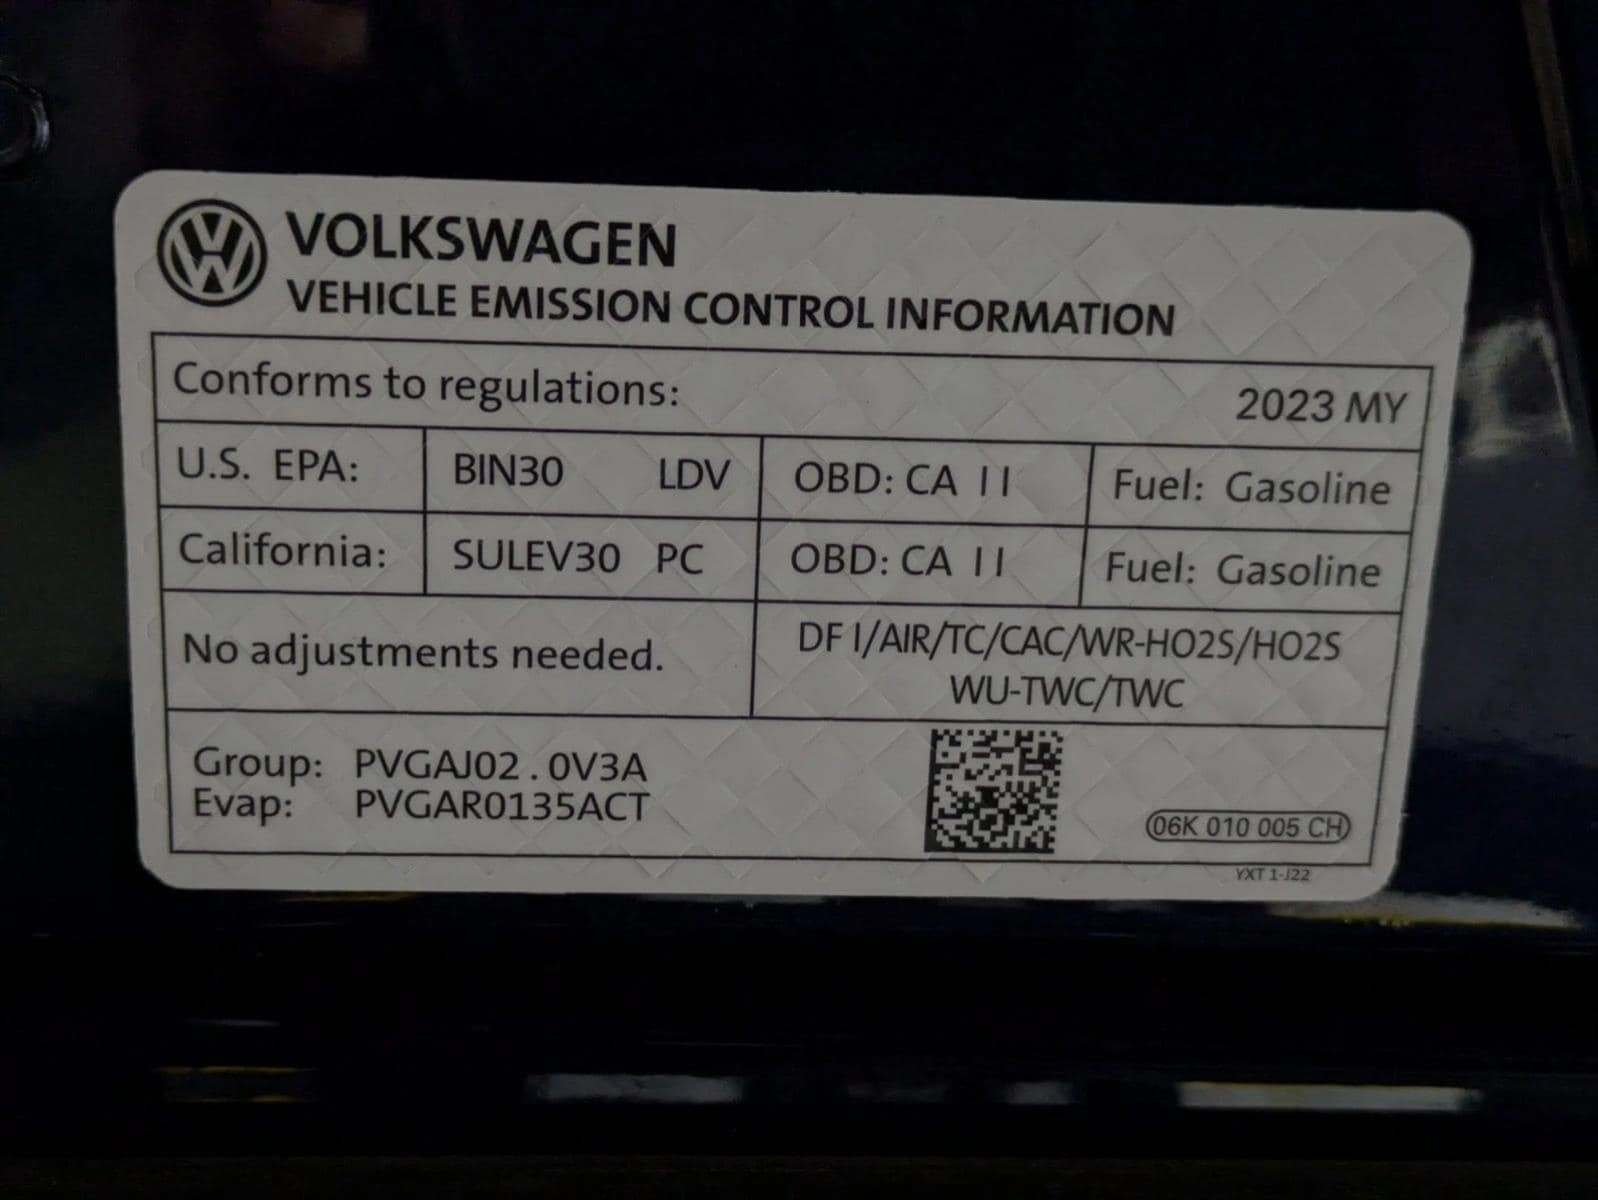 VOLKSWAGEN
VEHICLE EMISSION CONTROL INFORMATION
Conforms to regulations: 2023 MY
U.S. EPA: BIN30 LDV OBD: CA II Fuel: Gasoline
California: SULEV30 PC OBD: CA II Fuel: Gasoline
No adjustments needed.
DFI/AIR/TC/CAC/WR-HO2S/HO2S
WU-TWC/TWC
Group: PVGAJ02.0V3A
Evap: PVGAR0135ACT
06K 010 005 CH
YXT 1-J22